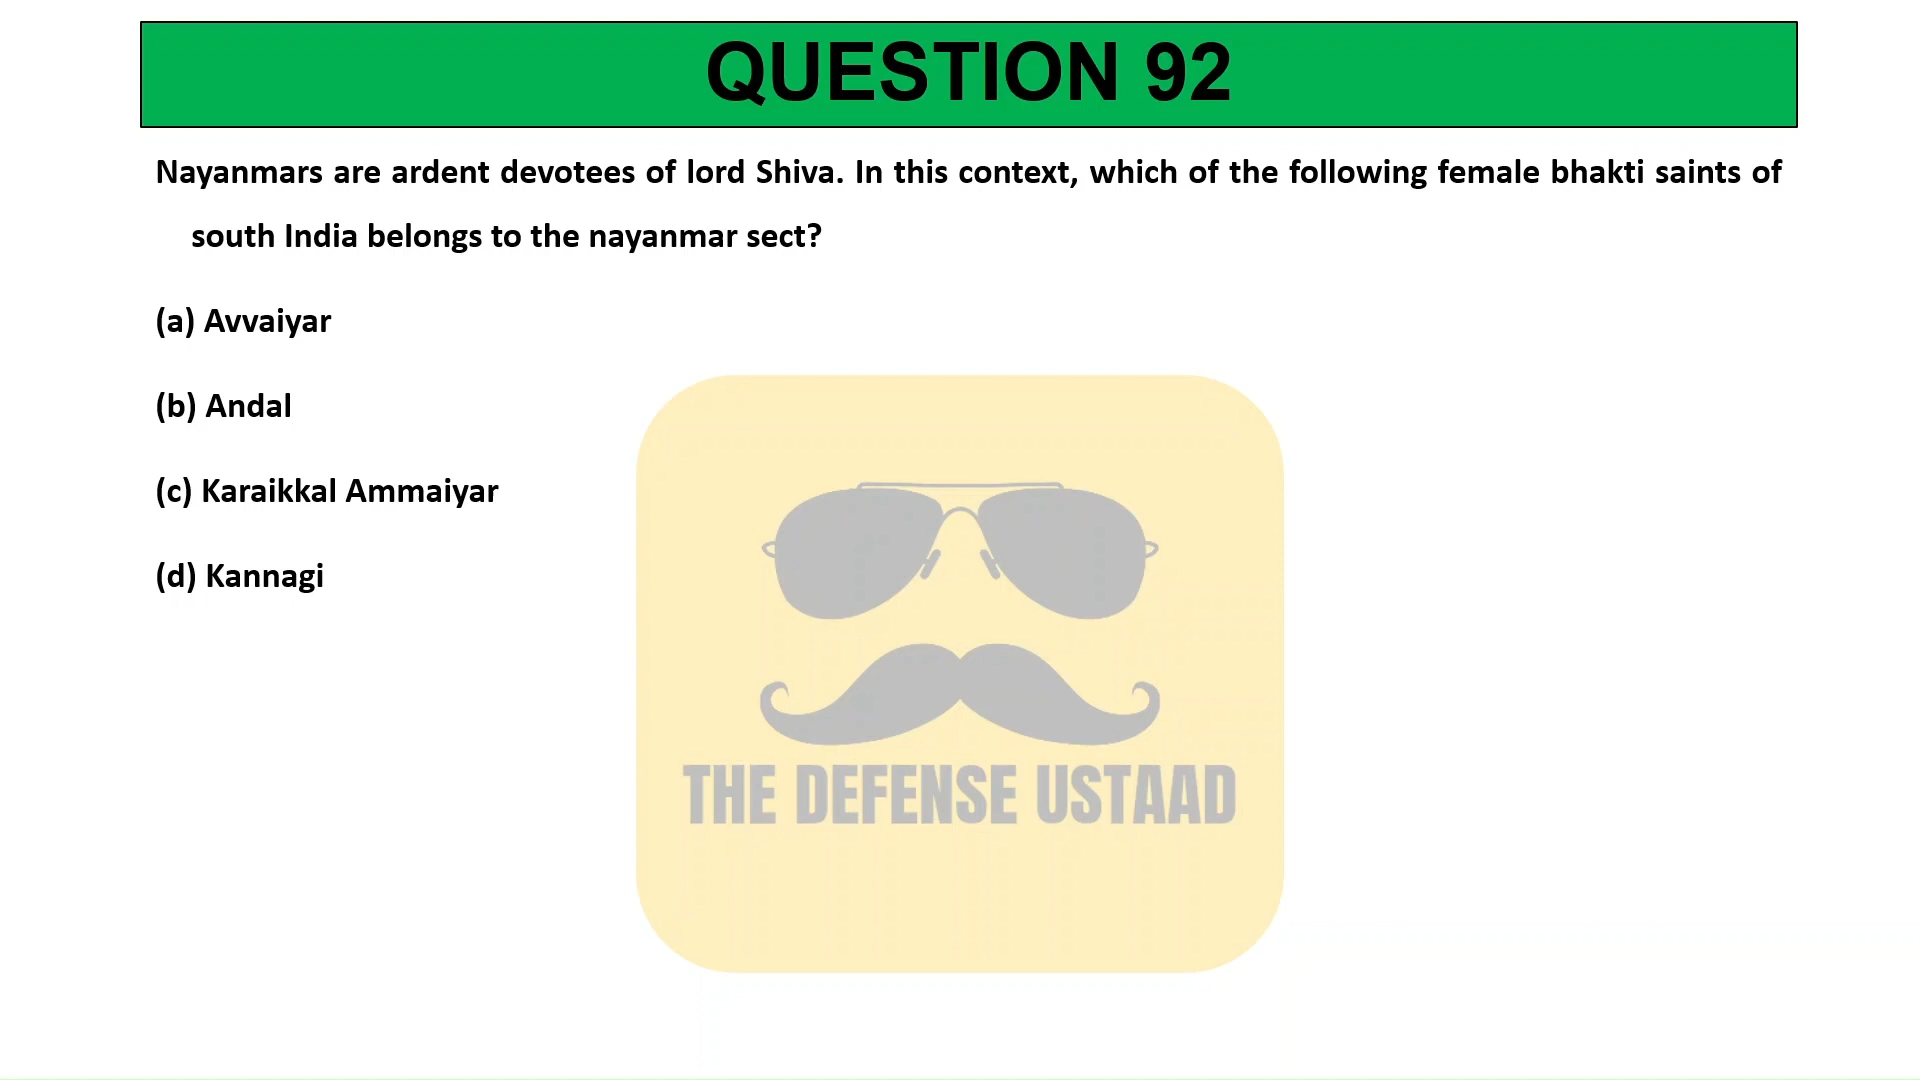 QUESTION 92
Nayanmars are ardent devotees of lord Shiva. In this context, which of the following female bhakti saints of
south India belongs to the nayanmar sect?
(a) Avvaiyar
(b) Andal
(c) Karaikkal Ammaiyar
(d) Kannagi
THE DEFENSE USTAAD